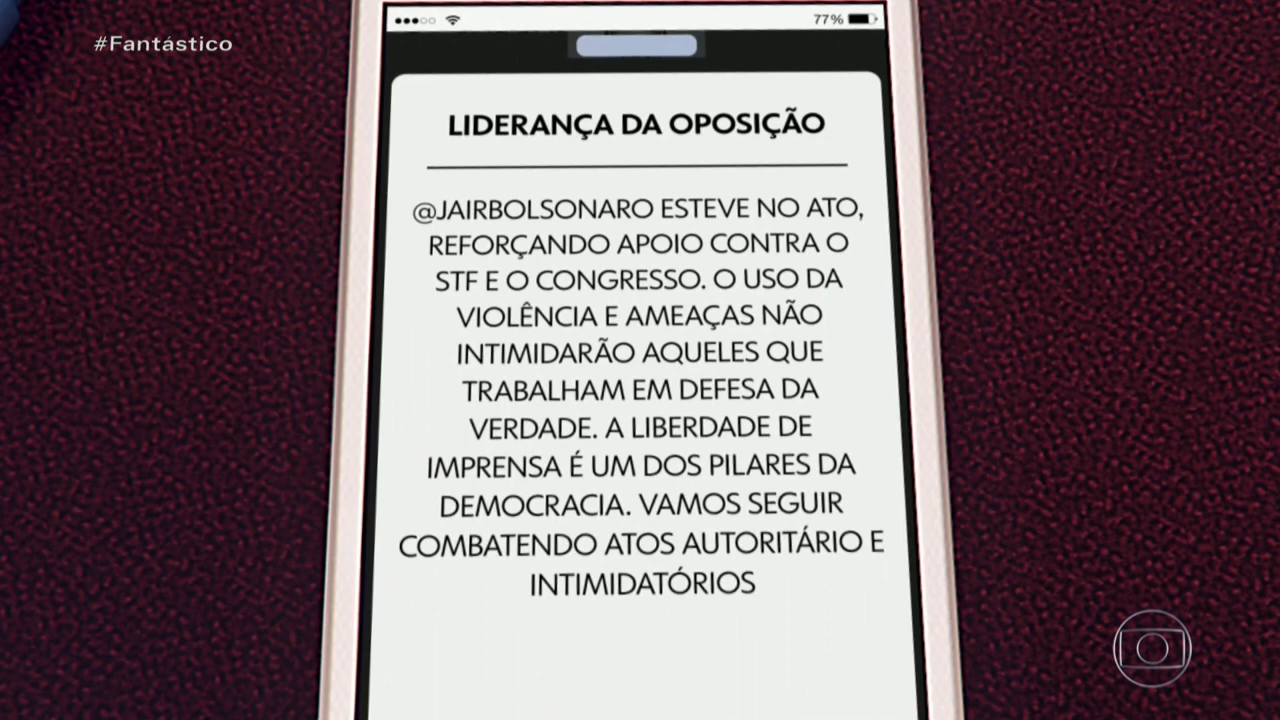 #Fantástico
77%
LIDERANÇA DA OPOSIÇÃO
@JAIRBOLSONARO ESTEVE NO ATO,
REFORÇANDO APOIO CONTRA O
STF E O CONGRESSO. O USO DA
VIOLÊNCIA E AMEAÇAS NÃO
INTIMIDARÃO AQUELES QUE
TRABALHAM EM DEFESA DA
VERDADE. A LIBERDADE DE
IMPRENSA É UM DOS PILARES DA
DEMOCRACIA. VAMOS SEGUIR
COMBATENDO ATOS AUTORITÁRIO E
INTIMIDATÓRIOS